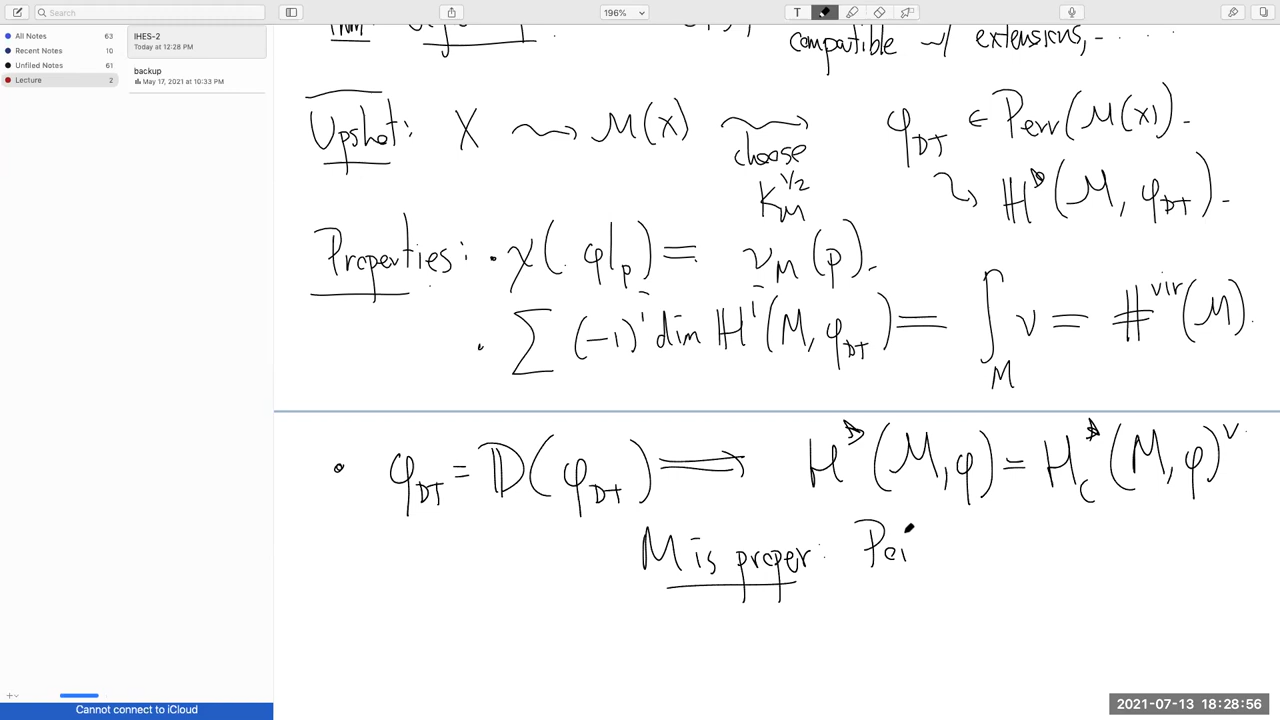 Search
196%
T
All Notes 63
Recent Notes 10
Unfiled Notes 61
Lecture 2
IHES-2
Today at 12:28 PM
backup
May 17, 2021 at 10:33 PM
compatible w/ extensions, - . . . .
Upshot: X ⇝ M(X) ⇝ choose K_M^{1/2} φ_DT ∈ Perv(M(X)).
↝ ℍ^*(M, φ_DT).
Properties: • χ(φ|_p) = ν_M(p).
• Σ (-1)^i dim ℍ^i(M, φ_DT) = ∫_M ν = #^{vir}(M).
• φ_DT = 𝔻(φ_DT) ⟹ H^*(M, φ) = H_c^*(M, φ)^∨
M is proper: Poi
Cannot connect to iCloud
2021-07-13 18:28:56